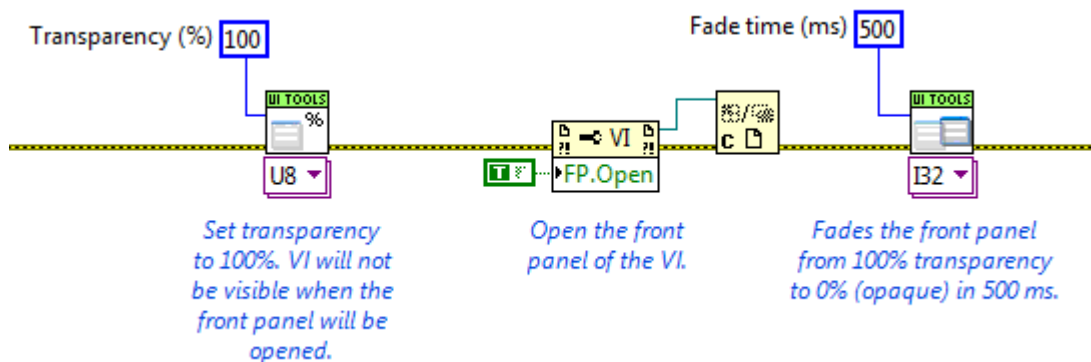 Transparency (%) 100
Fade time (ms) 500
UI TOOLS
%
U8
VI
T
FP.Open
C
UI TOOLS
I32
Set transparency
to 100%. VI will not
be visible when the
front panel will be
opened.
Open the front
panel of the VI.
Fades the front panel
from 100% transparency
to 0% (opaque) in 500 ms.